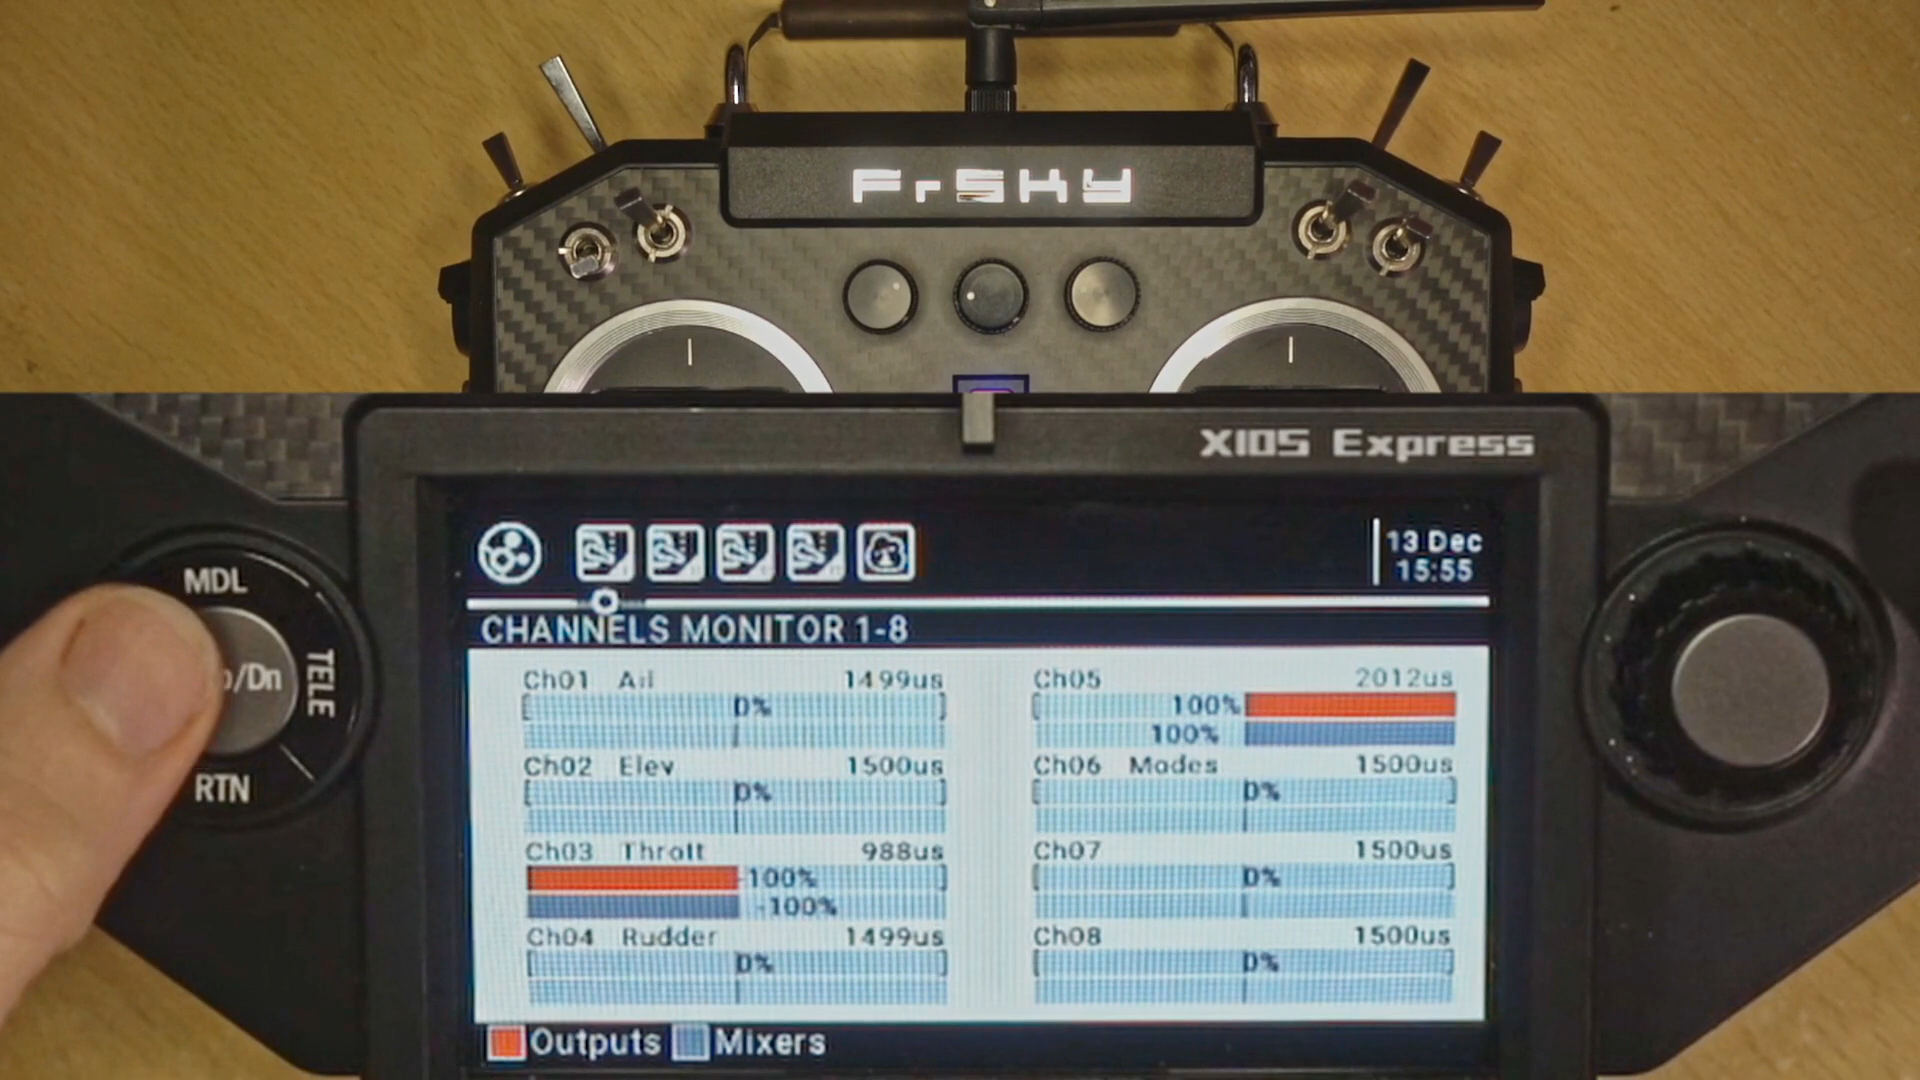 FrSKY
X10S Express
MDL
TELE
/Dn
RTN
13 Dec
15:55
CHANNELS MONITOR 1-8
Ch01 Ail 1499us
0%
Ch02 Elev 1500us
0%
Ch03 Thrott 988us
-100%
-100%
Ch04 Rudder 1499us
0%
Ch05 2012us
100%
100%
Ch06 Modes 1500us
0%
Ch07 1500us
0%
Ch08 1500us
0%
Outputs Mixers